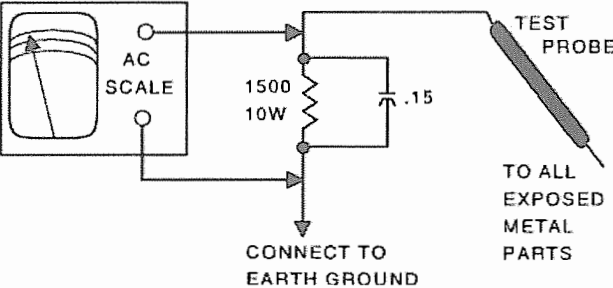 AC
SCALE
1500
10W
.15
TEST
PROBE
TO ALL
EXPOSED
METAL
PARTS
CONNECT TO
EARTH GROUND